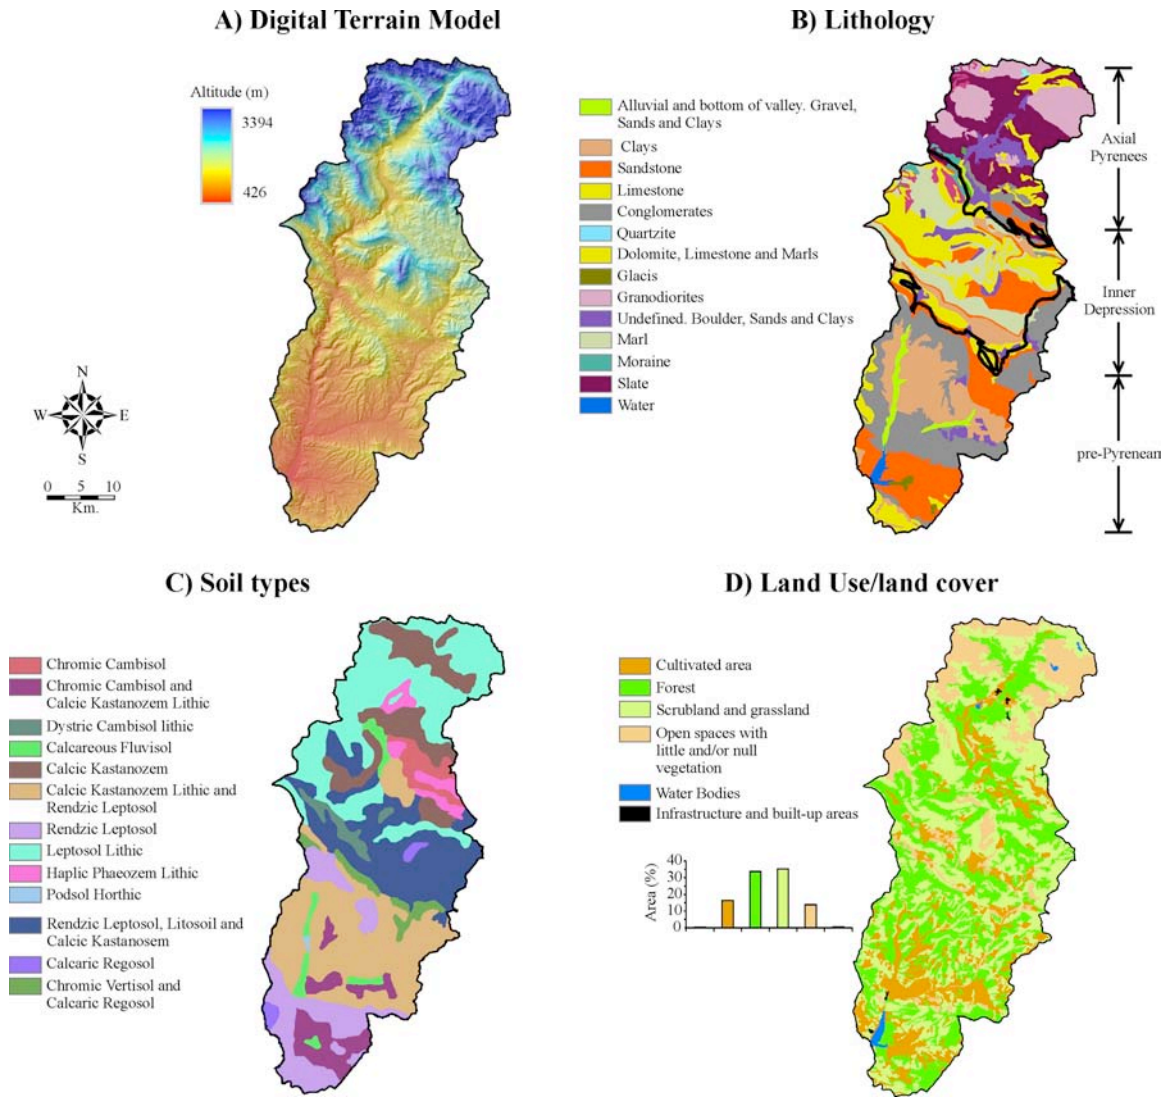 A) Digital Terrain Model
Altitude (m)
3394
426
N
W
E
S
0 5 10
Km.
B) Lithology
Alluvial and bottom of valley. Gravel,
Sands and Clays
Clays
Sandstone
Limestone
Conglomerates
Quartzite
Dolomite, Limestone and Marls
Glacis
Granodiorites
Undefined. Boulder, Sands and Clays
Marl
Moraine
Slate
Water
Axial
Pyrenees
Inner
Depression
pre-Pyrenean
C) Soil types
Chromic Cambisol
Chromic Cambisol and
Calcic Kastanozem Lithic
Dystric Cambisol lithic
Calcareous Fluvisol
Calcic Kastanozem
Calcic Kastanozem Lithic and
Rendzic Leptosol
Rendzic Leptosol
Leptosol Lithic
Haplic Phaeozem Lithic
Podsol Horthic
Rendzic Leptosol, Litosoil and
Calcic Kastanosem
Calcaric Regosol
Chromic Vertisol and
Calcaric Regosol
D) Land Use/land cover
Cultivated area
Forest
Scrubland and grassland
Open spaces with
little and/or null
vegetation
Water Bodies
Infrastructure and built-up areas
Area (%)
40
30
20
10
0